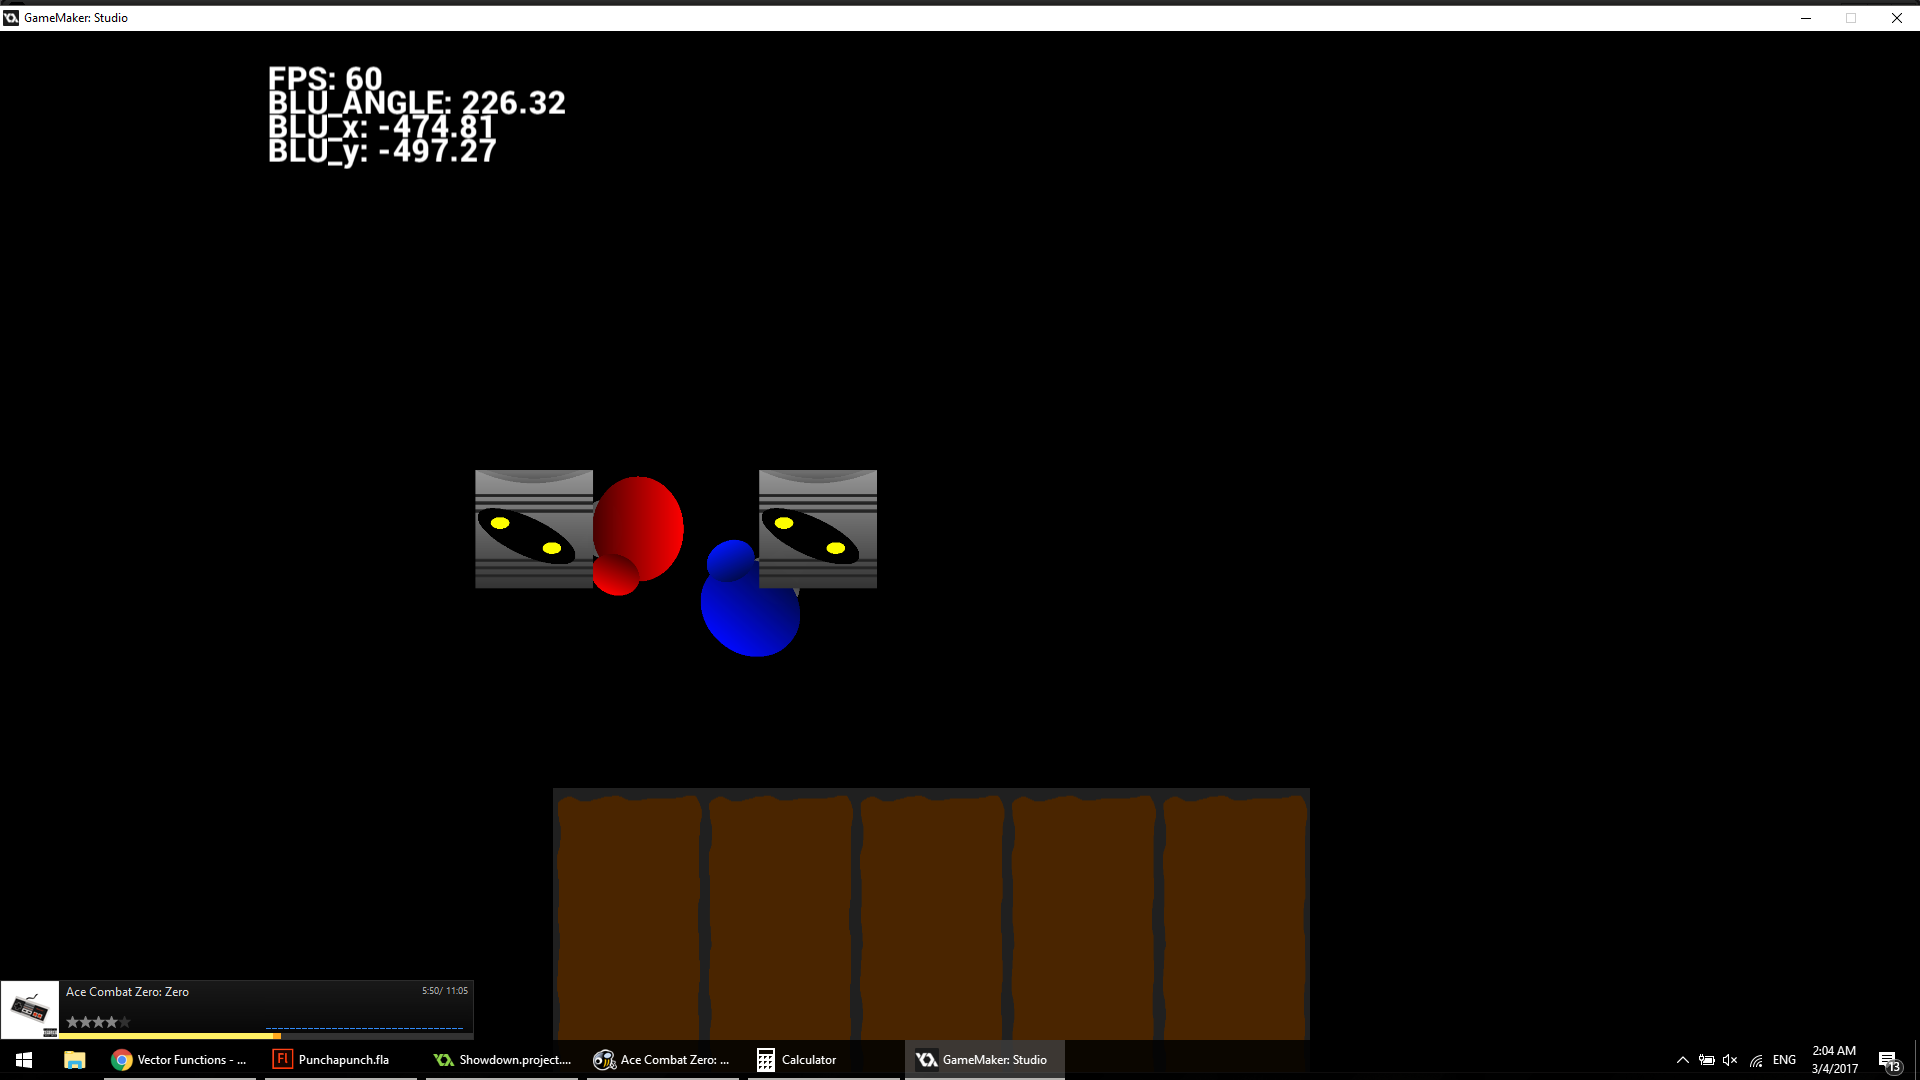 GameMaker: Studio
FPS: 60
BLU_ANGLE: 226.32
BLU_x: -474.81
BLU_y: -497.27
Ace Combat Zero: Zero
5:50/ 11:05
Vector Functions - ...
Fl
Punchapunch.fla
Showdown.project....
Ace Combat Zero: ...
Calculator
GameMaker: Studio
ENG
2:04 AM
3/4/2017
13